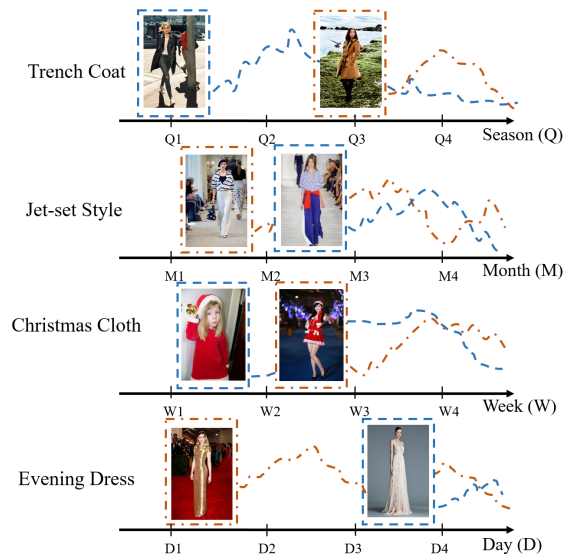 Trench Coat
Q1 Q2 Q3 Q4
Season (Q)
Jet-set Style
M1 M2 M3 M4
Month (M)
Christmas Cloth
W1 W2 W3 W4
Week (W)
Evening Dress
D1 D2 D3 D4
Day (D)